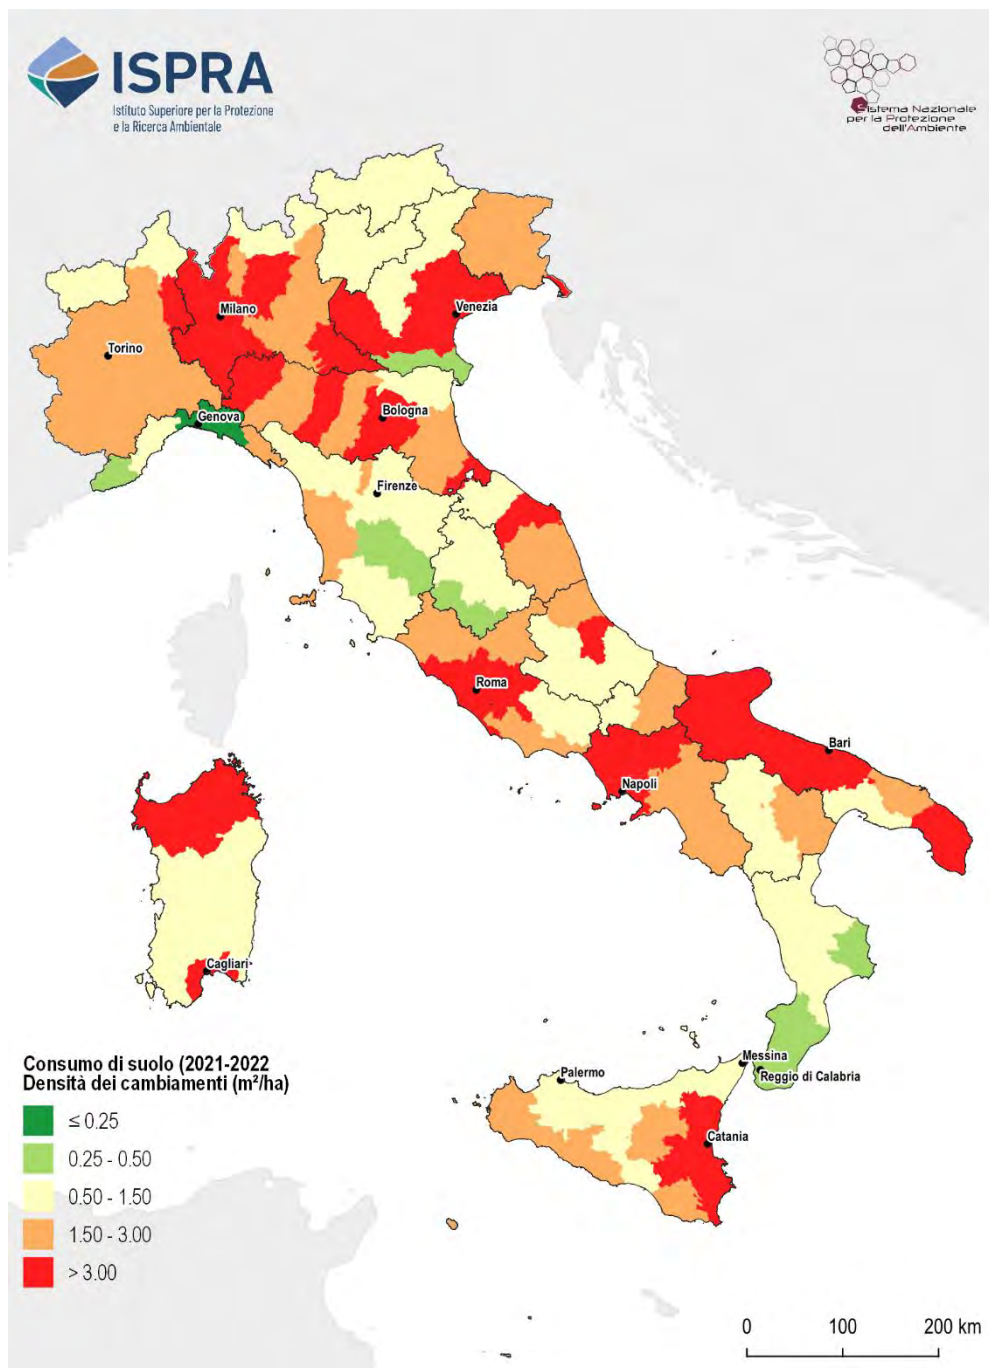 ISPRA
Istituto Superiore per la Protezione
e la Ricerca Ambientale
Sistema Nazionale
per la Protezione
dell'Ambiente
Milano
Venezia
Torino
Genova
Bologna
Firenze
Roma
Bari
Napoli
Cagliari
Messina
Palermo
Reggio di Calabria
Catania
Consumo di suolo (2021-2022
Densità dei cambiamenti (m²/ha)
≤ 0.25
0.25 - 0.50
0.50 - 1.50
1.50 - 3.00
> 3.00
0 100 200 km